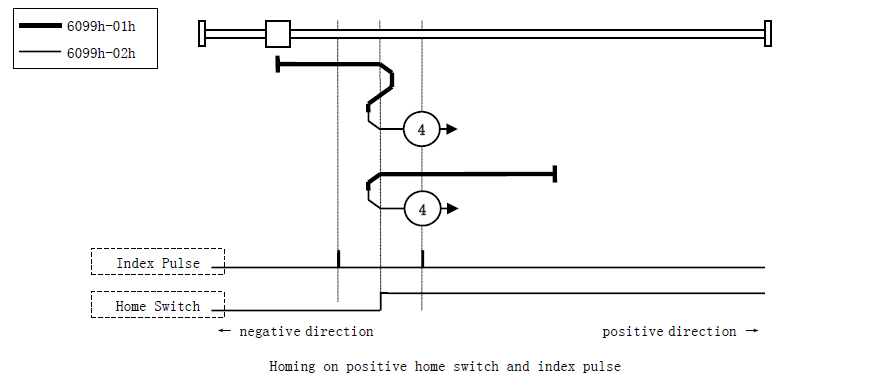 6099h-01h
6099h-02h
4
4
Index Pulse
Home Switch
← negative direction
positive direction →
Homing on positive home switch and index pulse